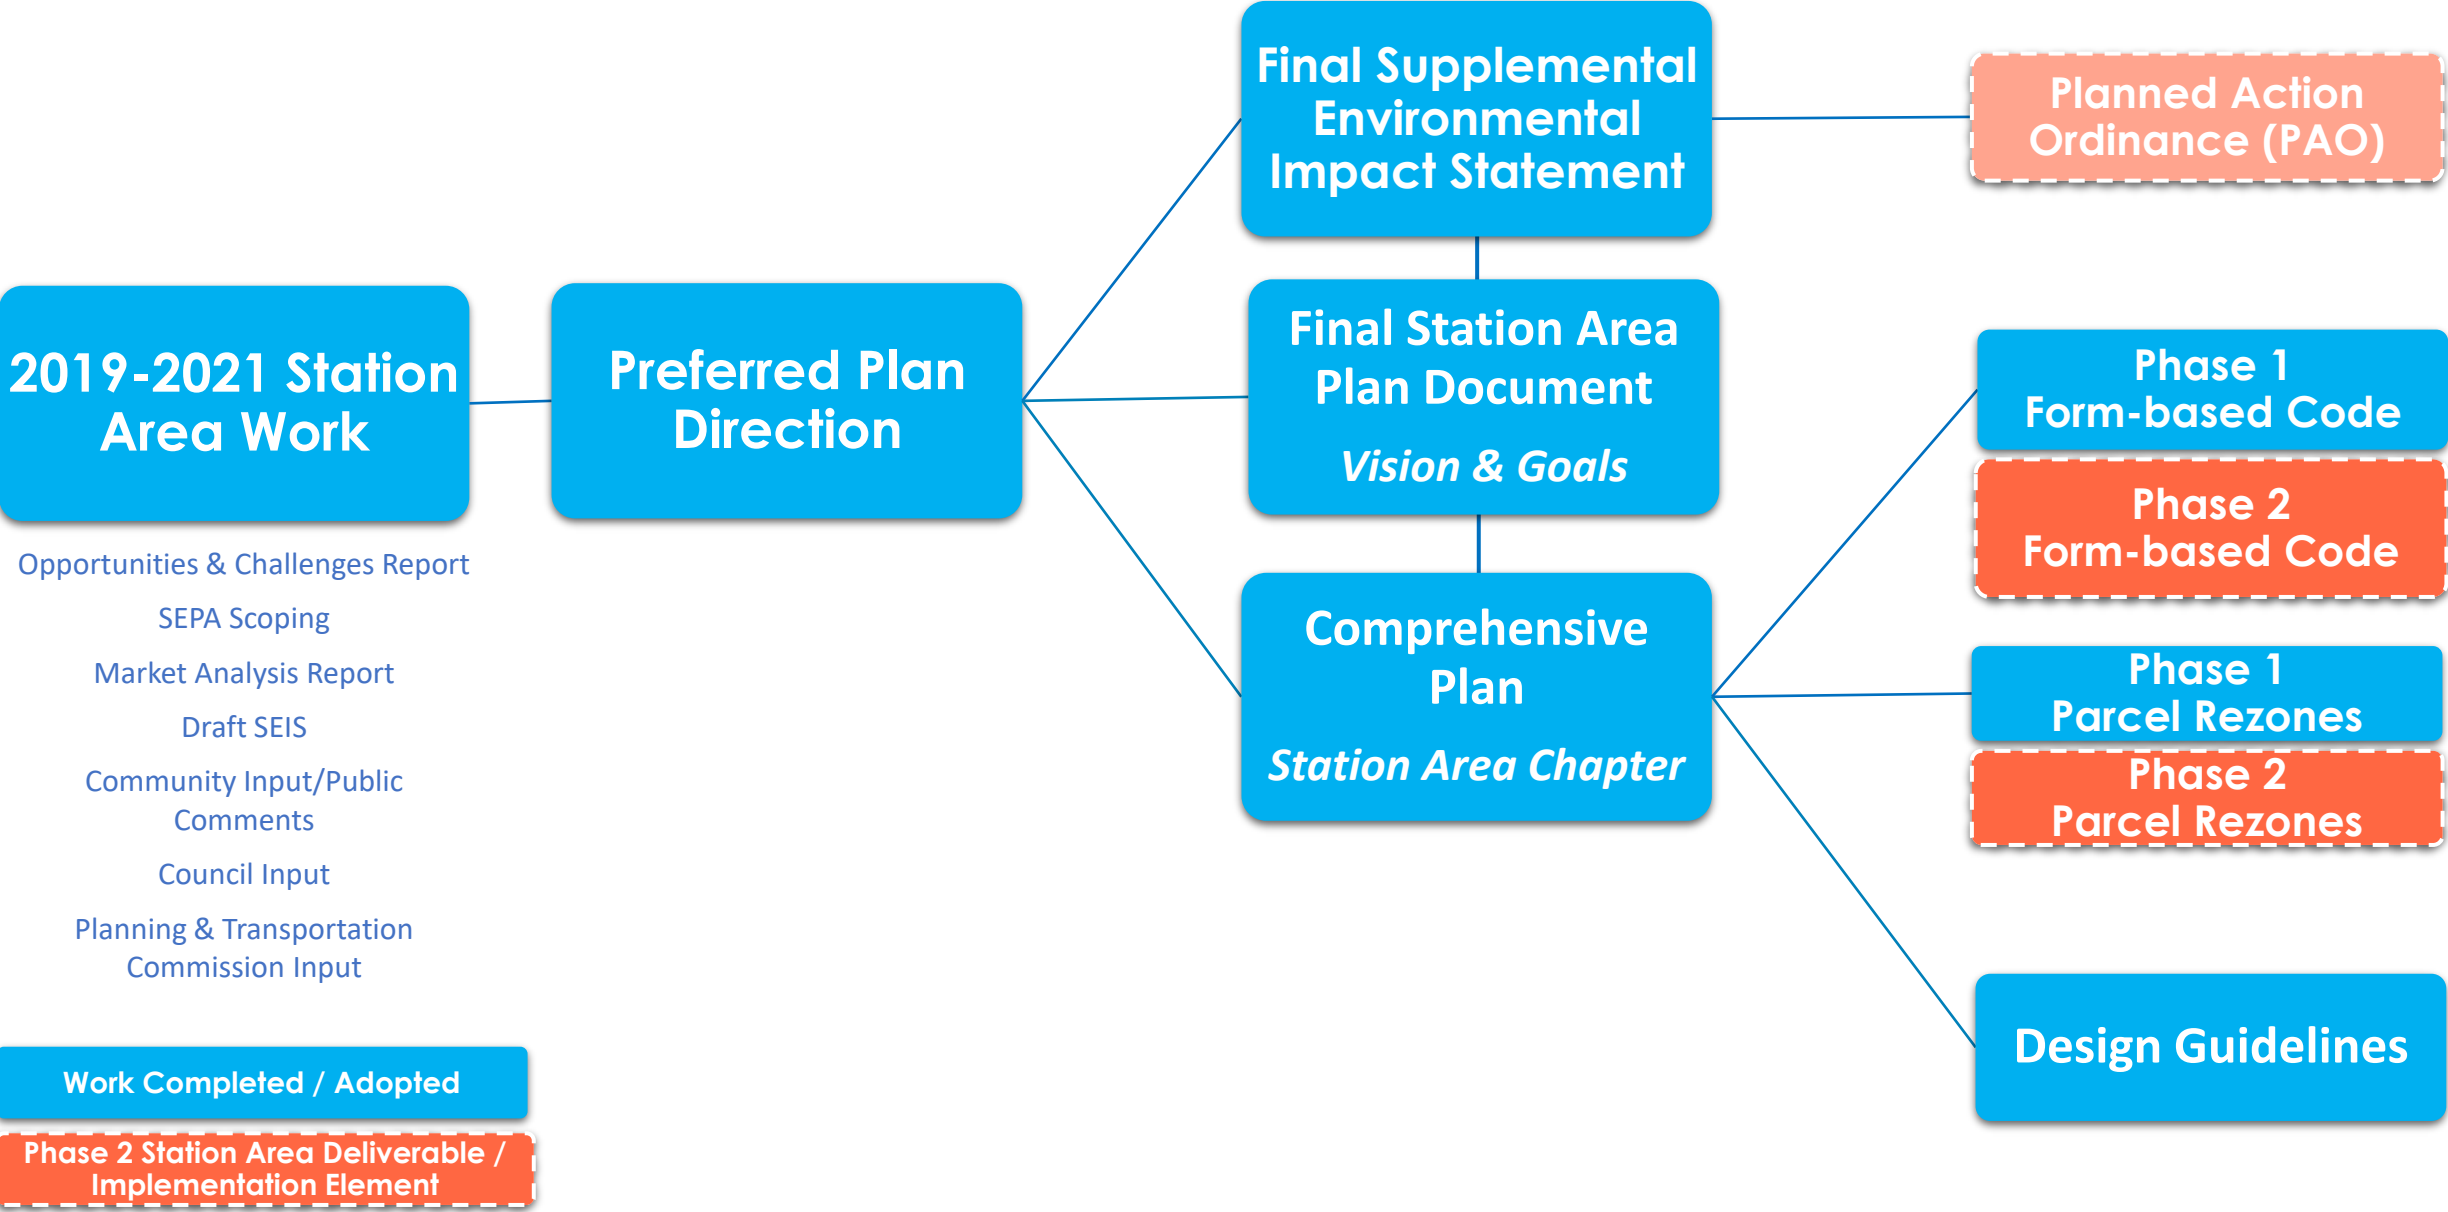 2019-2021 Station
Area Work
Opportunities & Challenges Report
SEPA Scoping
Market Analysis Report
Draft SEIS
Community Input/Public
Comments
Council Input
Planning & Transportation
Commission Input
Work Completed / Adopted
Phase 2 Station Area Deliverable /
Implementation Element
Preferred Plan
Direction
Final Supplemental
Environmental
Impact Statement
Final Station Area
Plan Document
Vision & Goals
Comprehensive
Plan
Station Area Chapter
Planned Action
Ordinance (PAO)
Phase 1
Form-based Code
Phase 2
Form-based Code
Phase 1
Parcel Rezones
Phase 2
Parcel Rezones
Design Guidelines